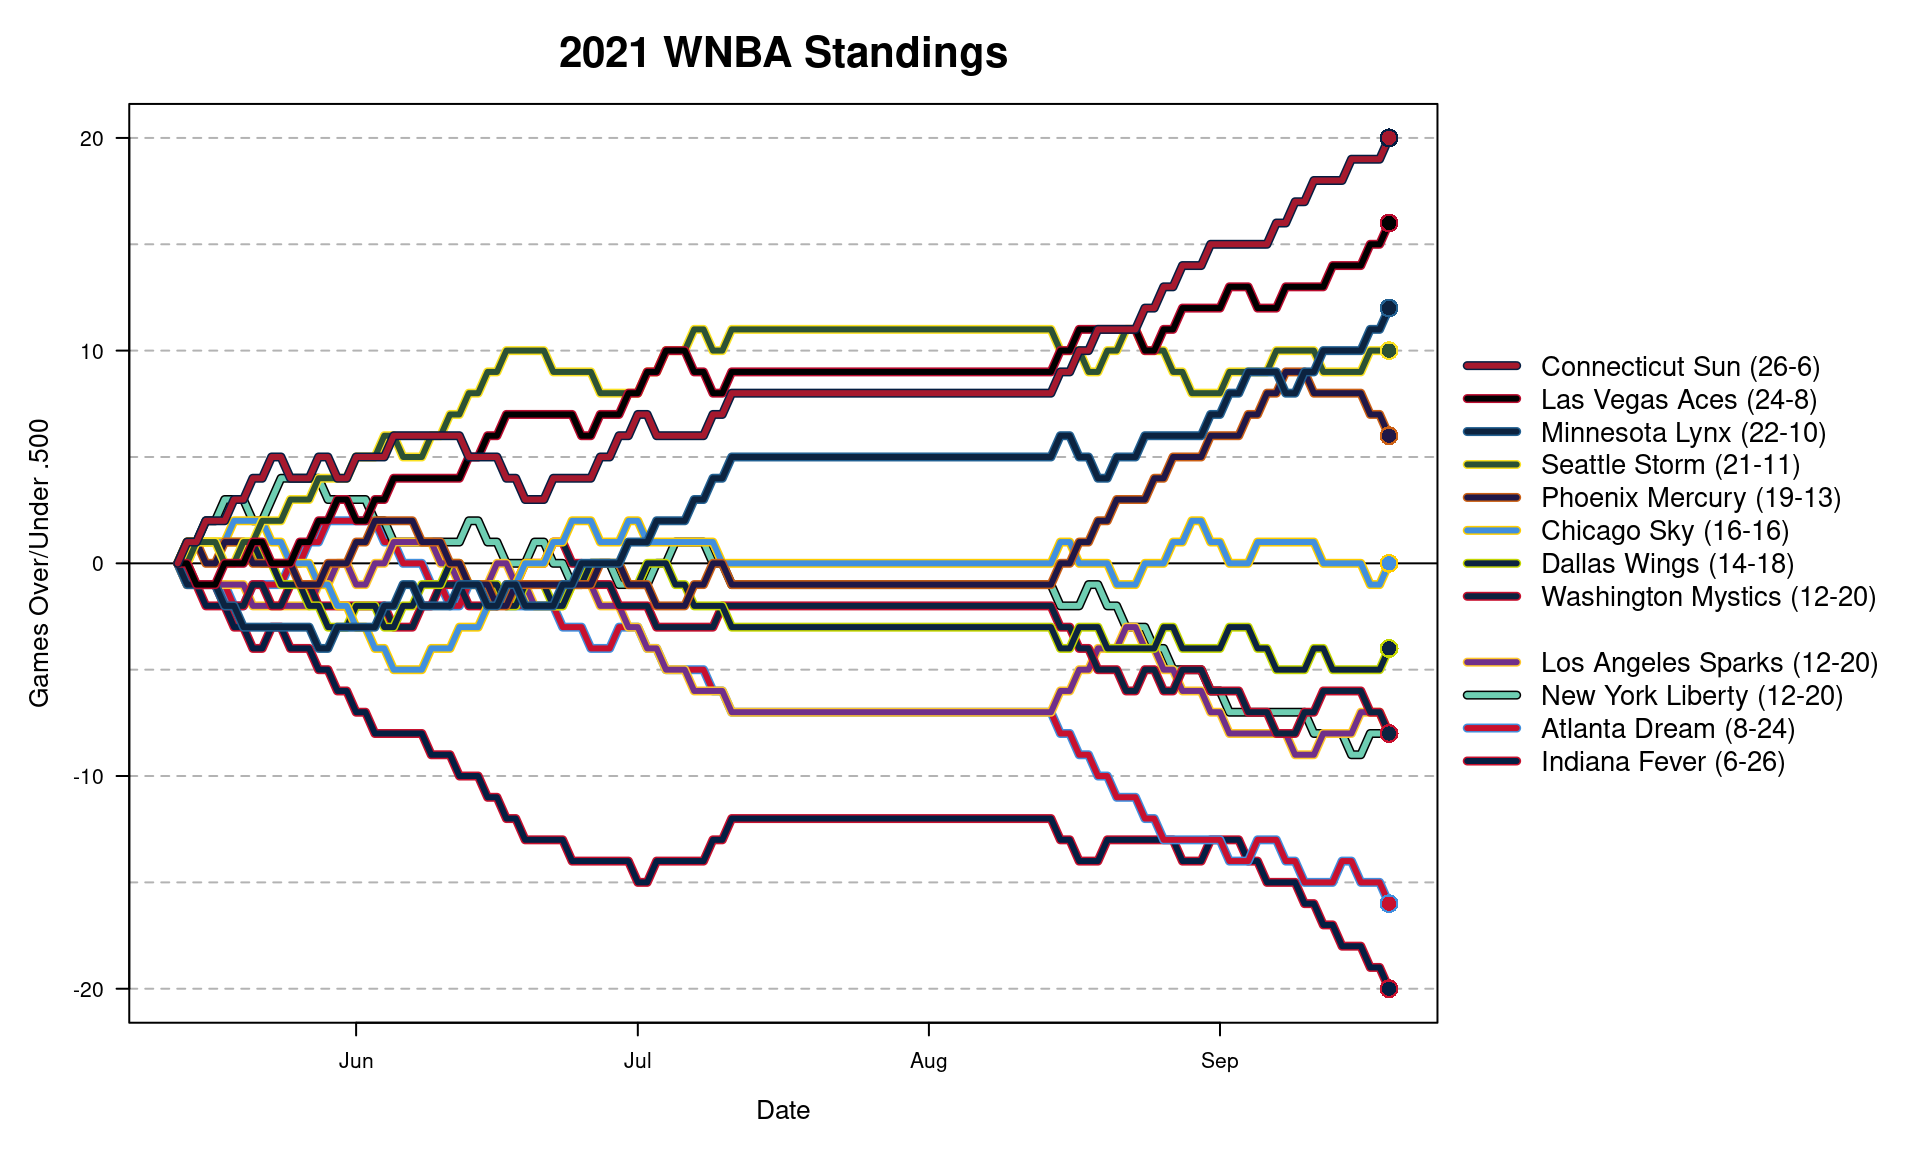 2021 WNBA Standings
Games Over/Under .500
20
10
0
-10
-20
Jun
Jul
Aug
Sep
Date
Connecticut Sun (26-6)
Las Vegas Aces (24-8)
Minnesota Lynx (22-10)
Seattle Storm (21-11)
Phoenix Mercury (19-13)
Chicago Sky (16-16)
Dallas Wings (14-18)
Washington Mystics (12-20)
Los Angeles Sparks (12-20)
New York Liberty (12-20)
Atlanta Dream (8-24)
Indiana Fever (6-26)